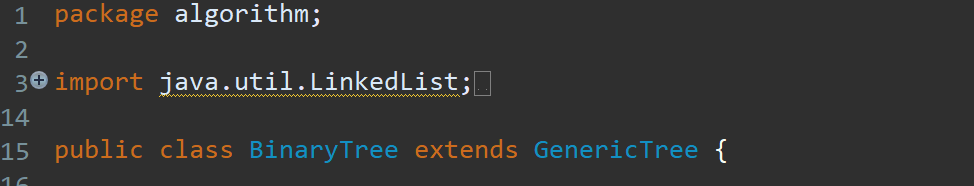 1 package algorithm;
2
3 import java.util.LinkedList;
14
15 public class BinaryTree extends GenericTree {
16